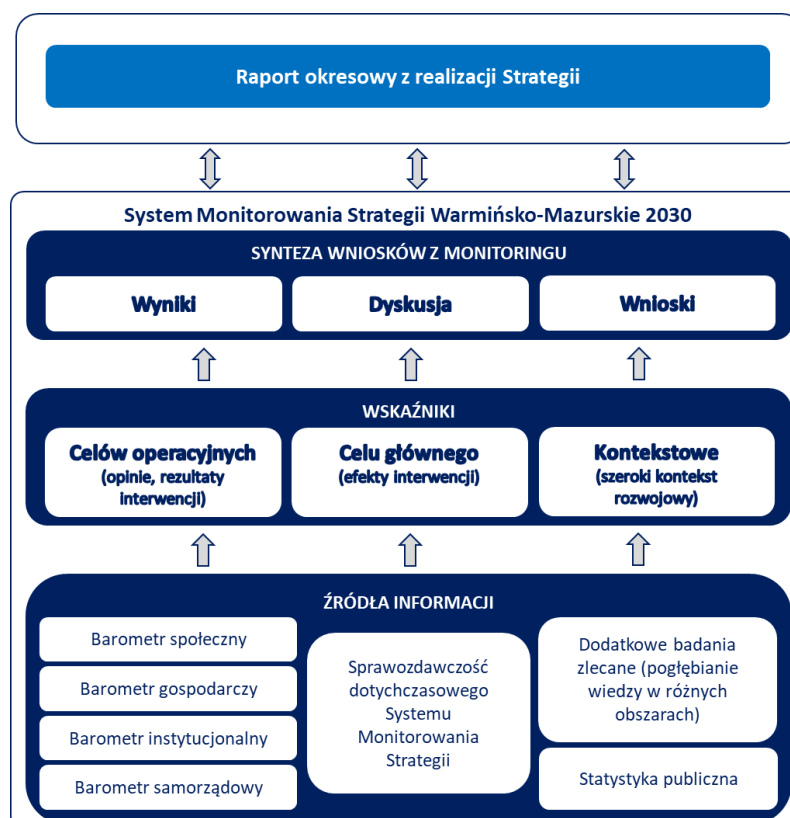 Raport okresowy z realizacji Strategii
System Monitorowania Strategii Warmińsko-Mazurskie 2030
SYNTEZA WNIOSKÓW Z MONITORINGU
Wyniki
Dyskusja
Wnioski
WSKAŹNIKI
Celów operacyjnych
(opinie, rezultaty
interwencji)
Celu głównego
(efekty interwencji)
Kontekstowe
(szeroki kontekst
rozwojowy)
ŹRÓDŁA INFORMACJI
Barometr społeczny
Barometr gospodarczy
Barometr instytucjonalny
Barometr samorządowy
Sprawozdawczość
dotychczasowego
Systemu
Monitorowania
Strategii
Dodatkowe badania
zlecane (pogłębianie
wiedzy w różnych
obszarach)
Statystyka publiczna